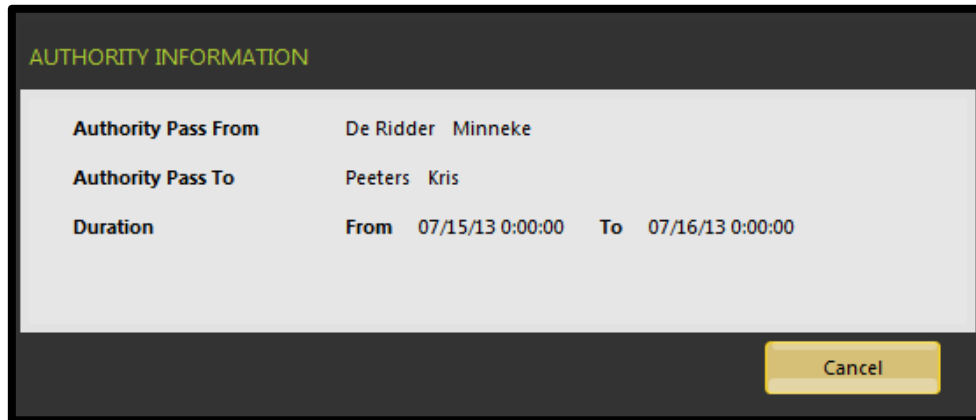 AUTHORITY INFORMATION
Authority Pass From De Ridder Minneke
Authority Pass To Peeters Kris
Duration From 07/15/13 0:00:00 To 07/16/13 0:00:00
Cancel